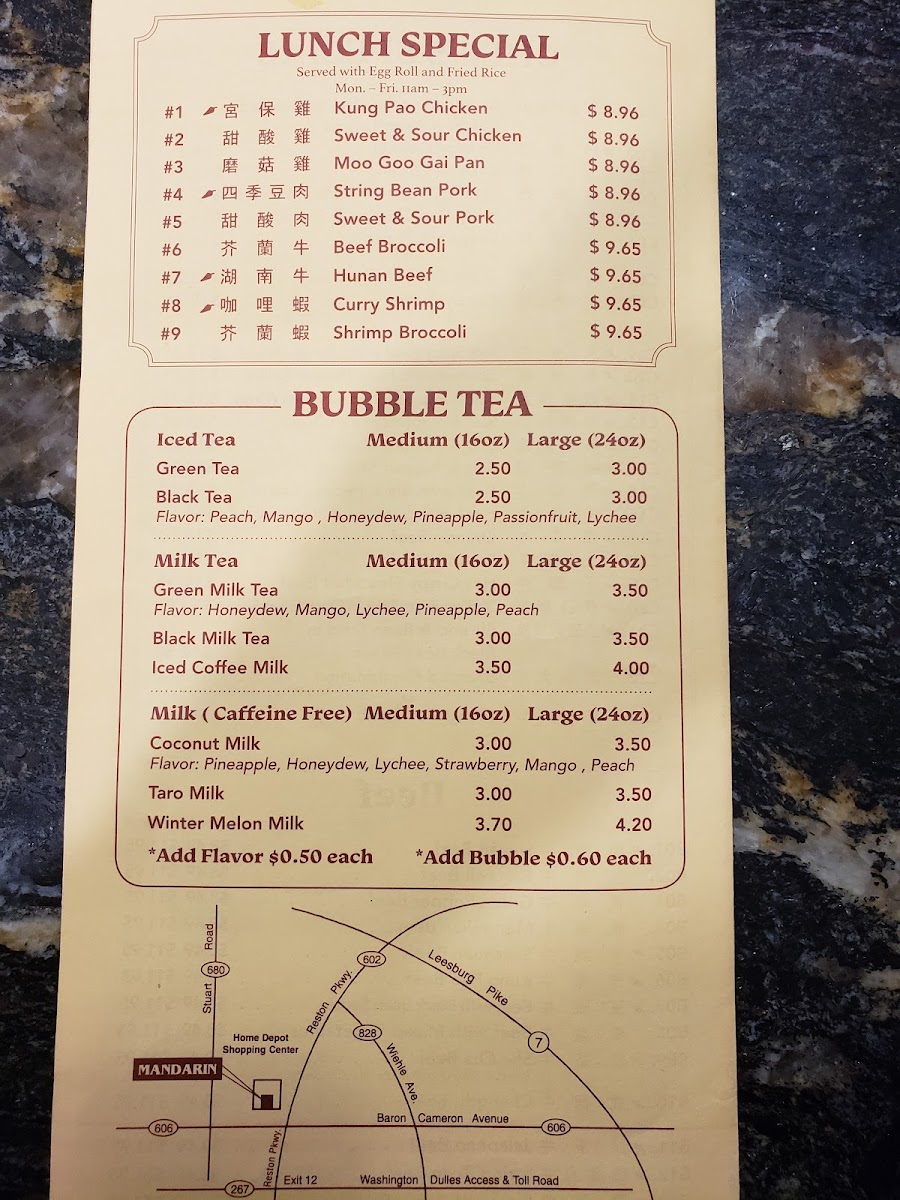 LUNCH SPECIAL
Served with Egg Roll and Fried Rice
Mon. – Fri. 11am – 3pm
#1 宮保雞 Kung Pao Chicken $ 8.96
#2 甜酸雞 Sweet & Sour Chicken $ 8.96
#3 磨菇雞 Moo Goo Gai Pan $ 8.96
#4 四季豆肉 String Bean Pork $ 8.96
#5 甜酸肉 Sweet & Sour Pork $ 8.96
#6 芥蘭牛 Beef Broccoli $ 9.65
#7 湖南牛 Hunan Beef $ 9.65
#8 咖哩蝦 Curry Shrimp $ 9.65
#9 芥蘭蝦 Shrimp Broccoli $ 9.65
BUBBLE TEA
Iced Tea Medium (16oz) Large (24oz)
Green Tea 2.50 3.00
Black Tea 2.50 3.00
Flavor: Peach, Mango , Honeydew, Pineapple, Passionfruit, Lychee
Milk Tea Medium (16oz) Large (24oz)
Green Milk Tea 3.00 3.50
Flavor: Honeydew, Mango, Lychee, Pineapple, Peach
Black Milk Tea 3.00 3.50
Iced Coffee Milk 3.50 4.00
Milk ( Caffeine Free) Medium (16oz) Large (24oz)
Coconut Milk 3.00 3.50
Flavor: Pineapple, Honeydew, Lychee, Strawberry, Mango , Peach
Taro Milk 3.00 3.50
Winter Melon Milk 3.70 4.20
*Add Flavor $0.50 each *Add Bubble $0.60 each
Stuart Road
680
Reston Pkwy.
602
Leesburg Pike
7
828
Wiehle Ave.
Home Depot
Shopping Center
MANDARIN
Baron Cameron Avenue
606
606
Reston Pkwy.
267
Exit 12
Washington Dulles Access & Toll Road